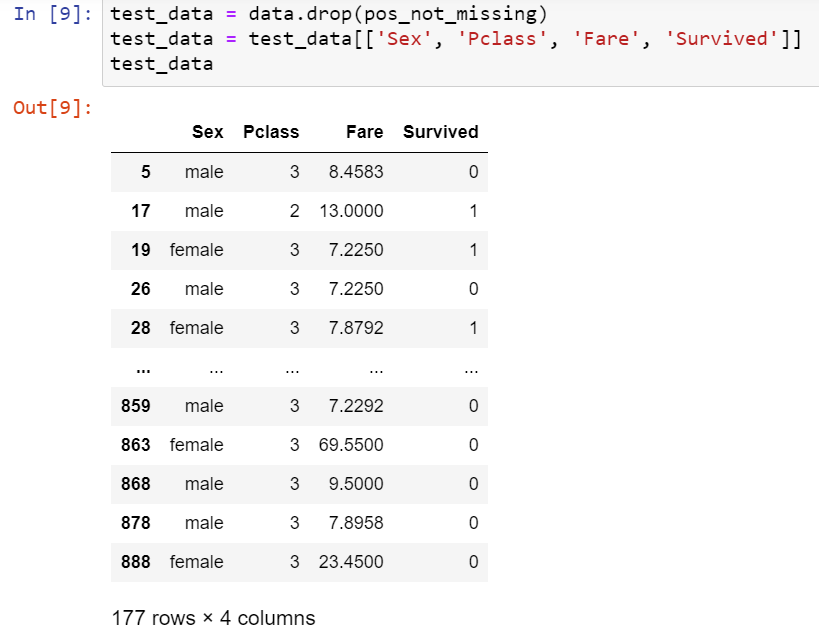 In [9]: test_data = data.drop(pos_not_missing)
test_data = test_data[['Sex', 'Pclass', 'Fare', 'Survived']]
test_data
Out[9]:
Sex Pclass Fare Survived
5 male 3 8.4583 0
17 male 2 13.0000 1
19 female 3 7.2250 1
26 male 3 7.2250 0
28 female 3 7.8792 1
... ... ... ... ...
859 male 3 7.2292 0
863 female 3 69.5500 0
868 male 3 9.5000 0
878 male 3 7.8958 0
888 female 3 23.4500 0
177 rows × 4 columns